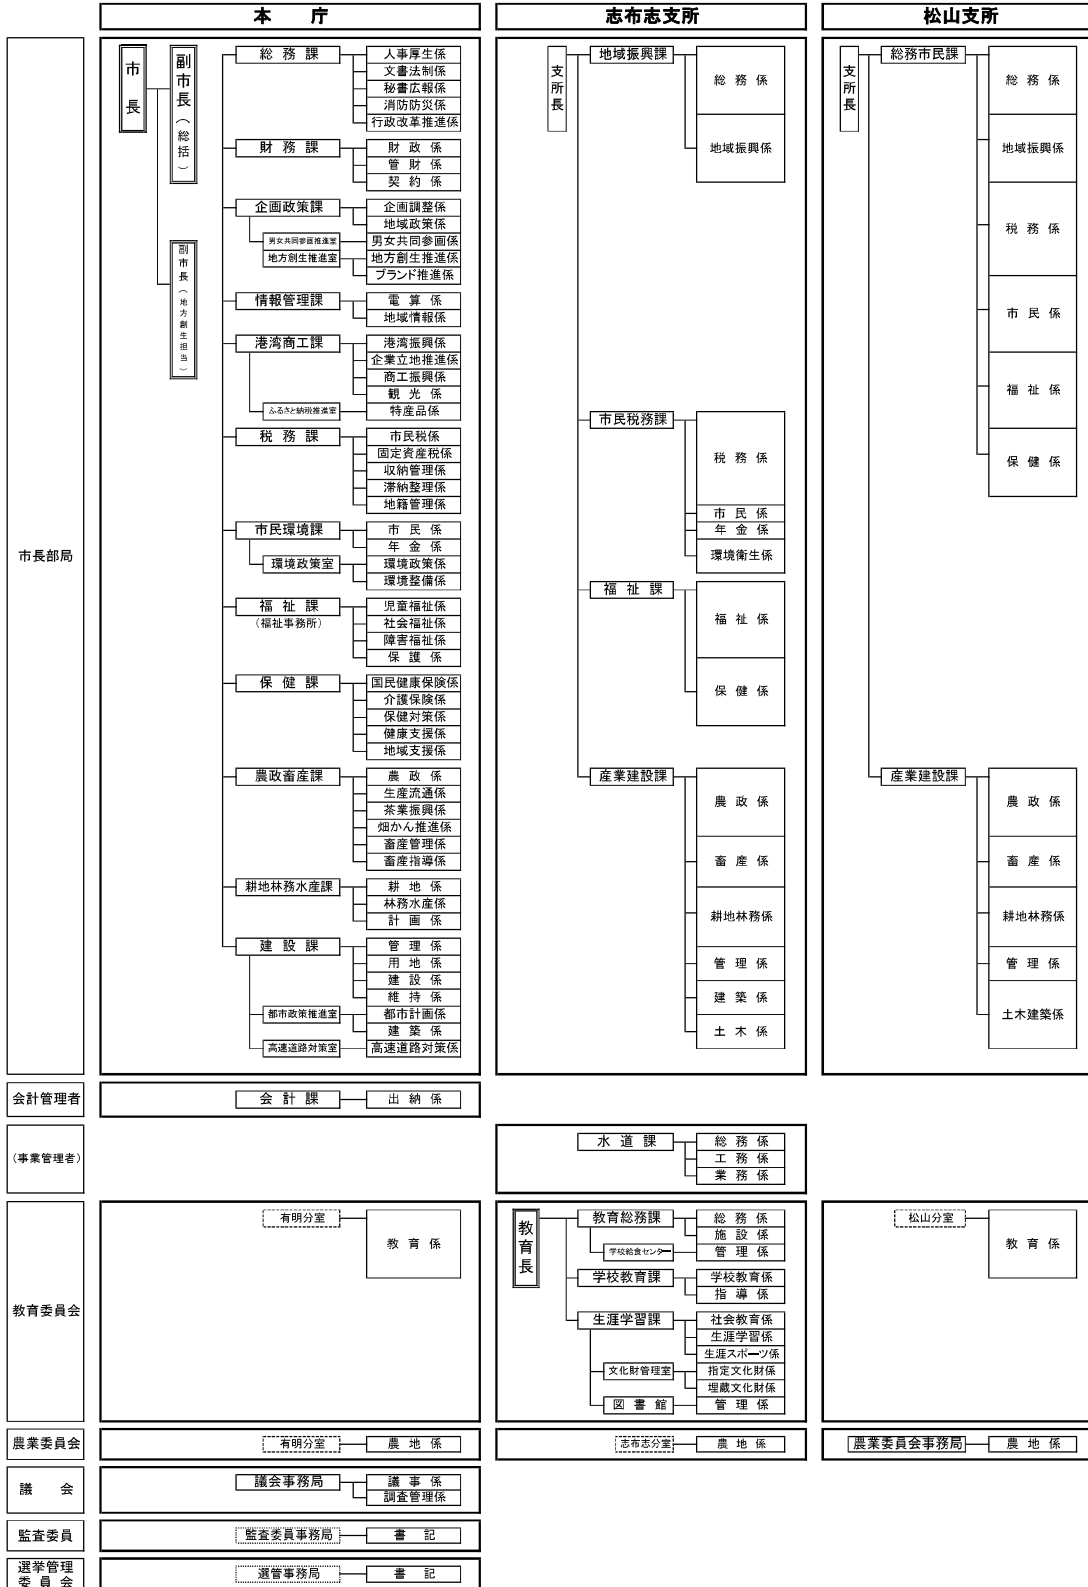 本 庁
志布志支所
松山支所
市長部局
市長
副市長（総括）
副市長（地方創生担当）
総 務 課
人事厚生係
文書法制係
秘書広報係
消防防災係
行政改革推進係
財 務 課
財 政 係
管 財 係
契 約 係
企画政策課
企画調整係
地域政策係
男女共同参画推進室
男女共同参画係
地方創生推進室
地方創生推進係
ブランド推進係
情報管理課
電 算 係
地域情報係
港湾商工課
港湾振興係
企業立地推進係
商工振興係
観 光 係
ふるさと納税推進室
特産品係
税 務 課
市民税係
固定資産税係
収納管理係
滞納整理係
地籍管理係
市民環境課
市 民 係
年 金 係
環境政策室
環境政策係
環境整備係
福 祉 課
（福祉事務所）
児童福祉係
社会福祉係
障害福祉係
保 護 係
保 健 課
国民健康保険係
介護保険係
保健対策係
健康支援係
地域支援係
農政畜産課
農 政 係
生産流通係
茶業振興係
畑かん推進係
畜産管理係
畜産指導係
耕地林務水産課
耕 地 係
林務水産係
計 画 係
建 設 課
管 理 係
用 地 係
建 設 係
維 持 係
都市政策推進室
都市計画係
建 築 係
高速道路対策室
高速道路対策係
支所長
地域振興課
総 務 係
地域振興係
市民税務課
税 務 係
市 民 係
年 金 係
環境衛生係
福 祉 課
福 祉 係
保 健 係
産業建設課
農 政 係
畜 産 係
耕地林務係
管 理 係
建 築 係
土 木 係
支所長
総務市民課
総 務 係
地域振興係
税 務 係
市 民 係
福 祉 係
保 健 係
産業建設課
農 政 係
畜 産 係
耕地林務係
管 理 係
土木建築係
会計管理者
会 計 課
出 納 係
（事業管理者）
水 道 課
総 務 係
工 務 係
業 務 係
教育委員会
有明分室
教 育 係
教育長
教育総務課
総 務 係
施 設 係
学校給食センター
管 理 係
学校教育課
学校教育係
指 導 係
生涯学習課
社会教育係
生涯学習係
生涯スポーツ係
文化財管理室
指定文化財係
埋蔵文化財係
図 書 館
管 理 係
松山分室
教 育 係
農業委員会
有明分室
農 地 係
志布志分室
農 地 係
農業委員会事務局
農 地 係
議 会
議会事務局
議 事 係
調査管理係
監査委員
監査委員事務局
書 記
選挙管理
委 員 会
選管事務局
書 記